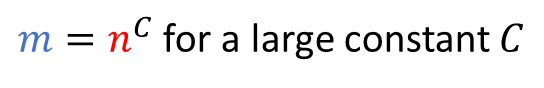 m = n^C for a large constant C